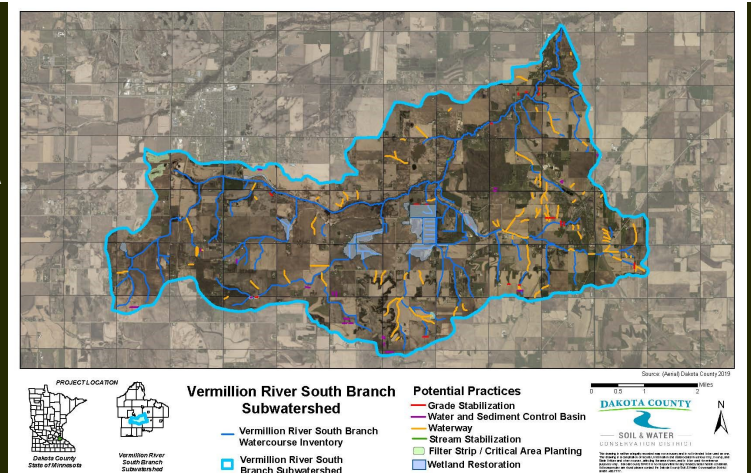 Source: (Aerial) Dakota County 2019
PROJECT LOCATION
Dakota County
State of Minnesota
Vermillion River
South Branch
Subwatershed
Vermillion River South Branch
Subwatershed
Vermillion River South Branch
Watercourse Inventory
Vermillion River South
Branch Subwatershed
Potential Practices
Grade Stabilization
Water and Sediment Control Basin
Waterway
Stream Stabilization
Filter Strip / Critical Area Planting
Wetland Restoration
Miles
0 0.5 1 2
DAKOTA COUNTY
SOIL & WATER
CONSERVATION DISTRICT
N